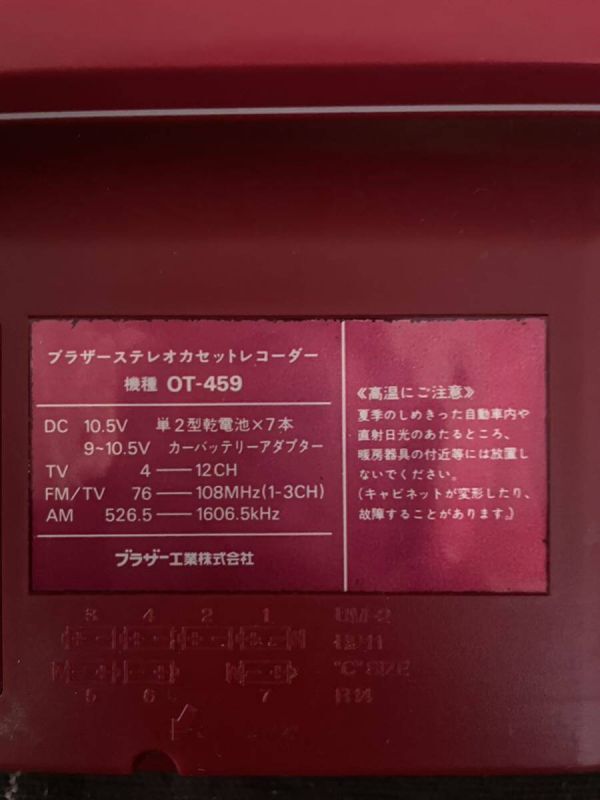 ブラザーステレオカセットレコーダー
機種 OT-459
DC 10.5V 単2型乾電池×7本
9~10.5V カーバッテリーアダプター
TV 4 — 12CH
FM/TV 76 — 108MHz(1-3CH)
AM 526.5 — 1606.5kHz
ブラザー工業株式会社
《高温にご注意》
夏季のしめきった自動車内や
直射日光のあたるところ、
暖房器具の付近等には放置し
ないでください。
(キャビネットが変形したり、
故障することがあります。)
3 4 2 1 UM-2
"C" SIZE
5 6 7 R14